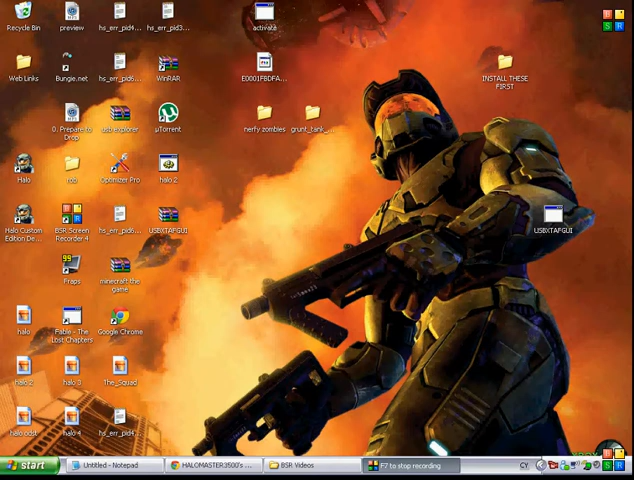 Recycle Bin
preview
hs_err_pid4...
hs_err_pid3...
activate
Web Links
Bungie.net
hs_err_pid6...
WinRAR
E0001FBDFA...
INSTALL THESE
FIRST
0. Prepare to
Drop
usb explorer
µTorrent
nerfy zombies
grunt_tank_...
Halo
rob
Optimizer Pro
halo 2
Halo Custom
Edition De...
BSR Screen
Recorder 4
hs_err_pid6...
USBXTAFGUI
USBXTAFGUI
99
Fraps
minecraft the
game
halo
Fable - The
Lost Chapters
Google Chrome
halo 2
halo 3
The_Squad
halo odst
halo 4
hs_err_pid4...
start
Untitled - Notepad
HALOMASTER3500's ...
BSR Videos
F7 to stop recording
CY
B
S R